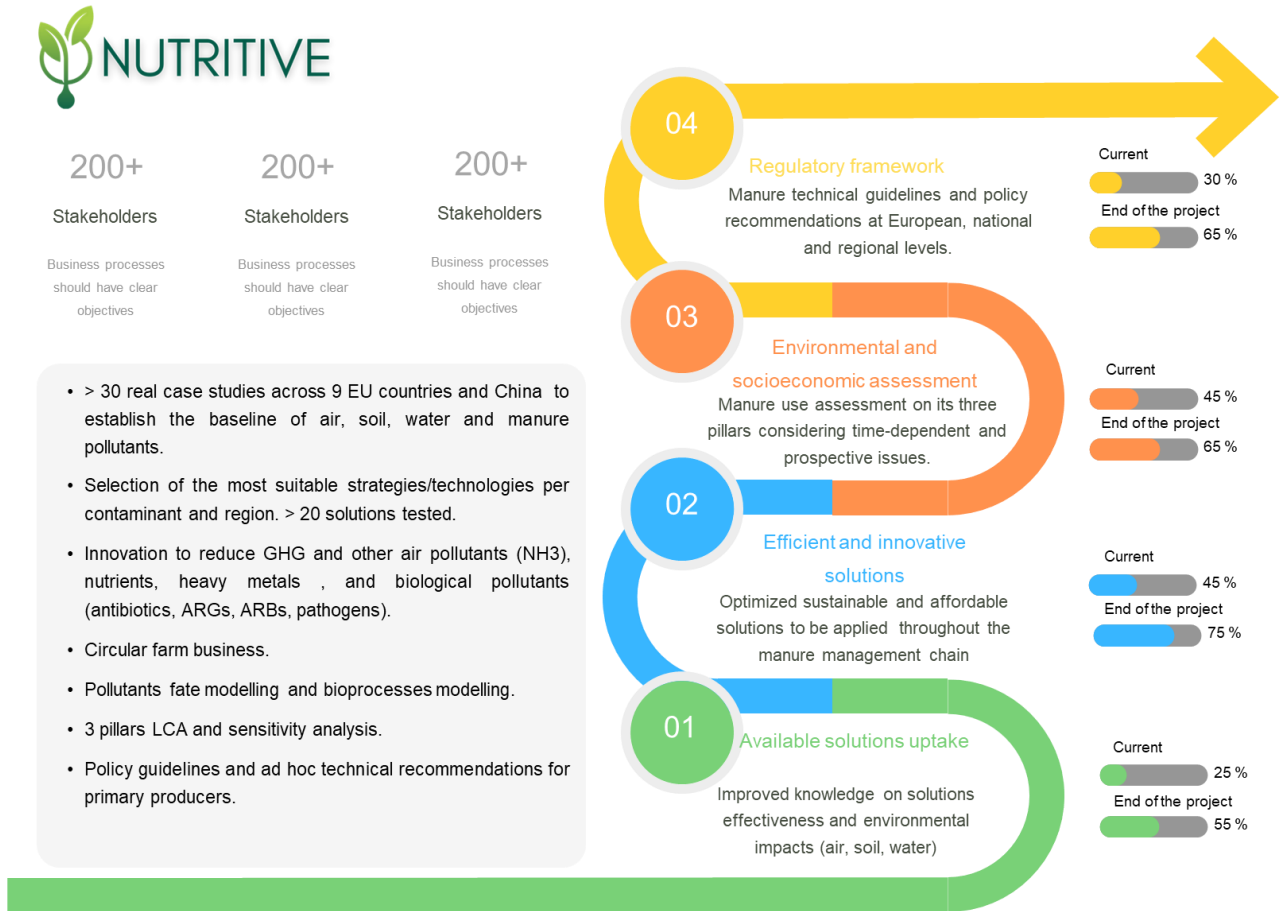 NUTRITIVE
200+
Stakeholders
Business processes
should have clear
objectives
200+
Stakeholders
Business processes
should have clear
objectives
200+
Stakeholders
Business processes
should have clear
objectives
• > 30 real case studies across 9 EU countries and China to
establish the baseline of air, soil, water and manure
pollutants.
• Selection of the most suitable strategies/technologies per
contaminant and region. > 20 solutions tested.
• Innovation to reduce GHG and other air pollutants (NH3),
nutrients, heavy metals , and biological pollutants
(antibiotics, ARGs, ARBs, pathogens).
• Circular farm business.
• Pollutants fate modelling and bioprocesses modelling.
• 3 pillars LCA and sensitivity analysis.
• Policy guidelines and ad hoc technical recommendations for
primary producers.
04
Regulatory framework
Manure technical guidelines and policy
recommendations at European, national
and regional levels.
Current
30 %
End of the project
65 %
03
Environmental and
socioeconomic assessment
Manure use assessment on its three
pillars considering time-dependent and
prospective issues.
Current
45 %
End of the project
65 %
02
Efficient and innovative
solutions
Optimized sustainable and affordable
solutions to be applied throughout the
manure management chain
Current
45 %
End of the project
75 %
01
Available solutions uptake
Improved knowledge on solutions
effectiveness and environmental
impacts (air, soil, water)
Current
25 %
End of the project
55 %